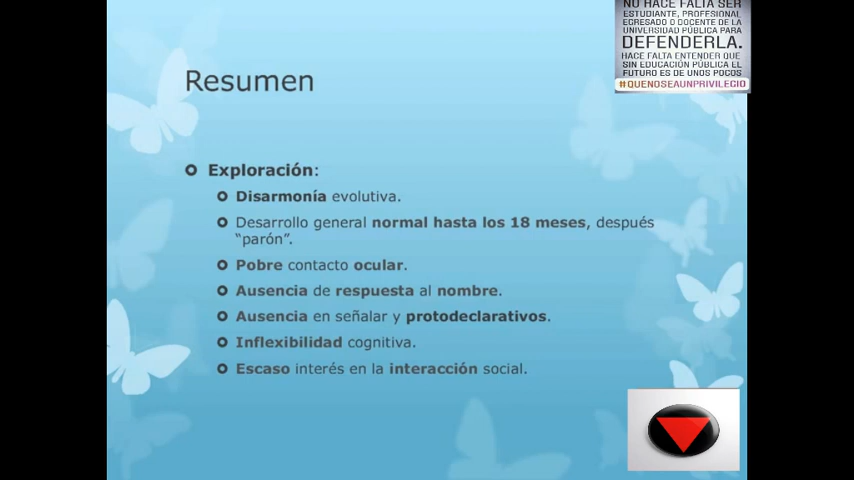 NO HACE FALTA SER
ESTUDIANTE, PROFESIONAL
EGRESADO O DOCENTE DE LA
UNIVERSIDAD PÚBLICA PARA
DEFENDERLA.
HACE FALTA ENTENDER QUE
SIN EDUCACIÓN PÚBLICA EL
FUTURO ES DE UNOS POCOS
#QUENOSEAUNPRIVILEGIO
Resumen
Exploración:
Disarmonía evolutiva.
Desarrollo general normal hasta los 18 meses, después
“parón”.
Pobre contacto ocular.
Ausencia de respuesta al nombre.
Ausencia en señalar y protodeclarativos.
Inflexibilidad cognitiva.
Escaso interés en la interacción social.